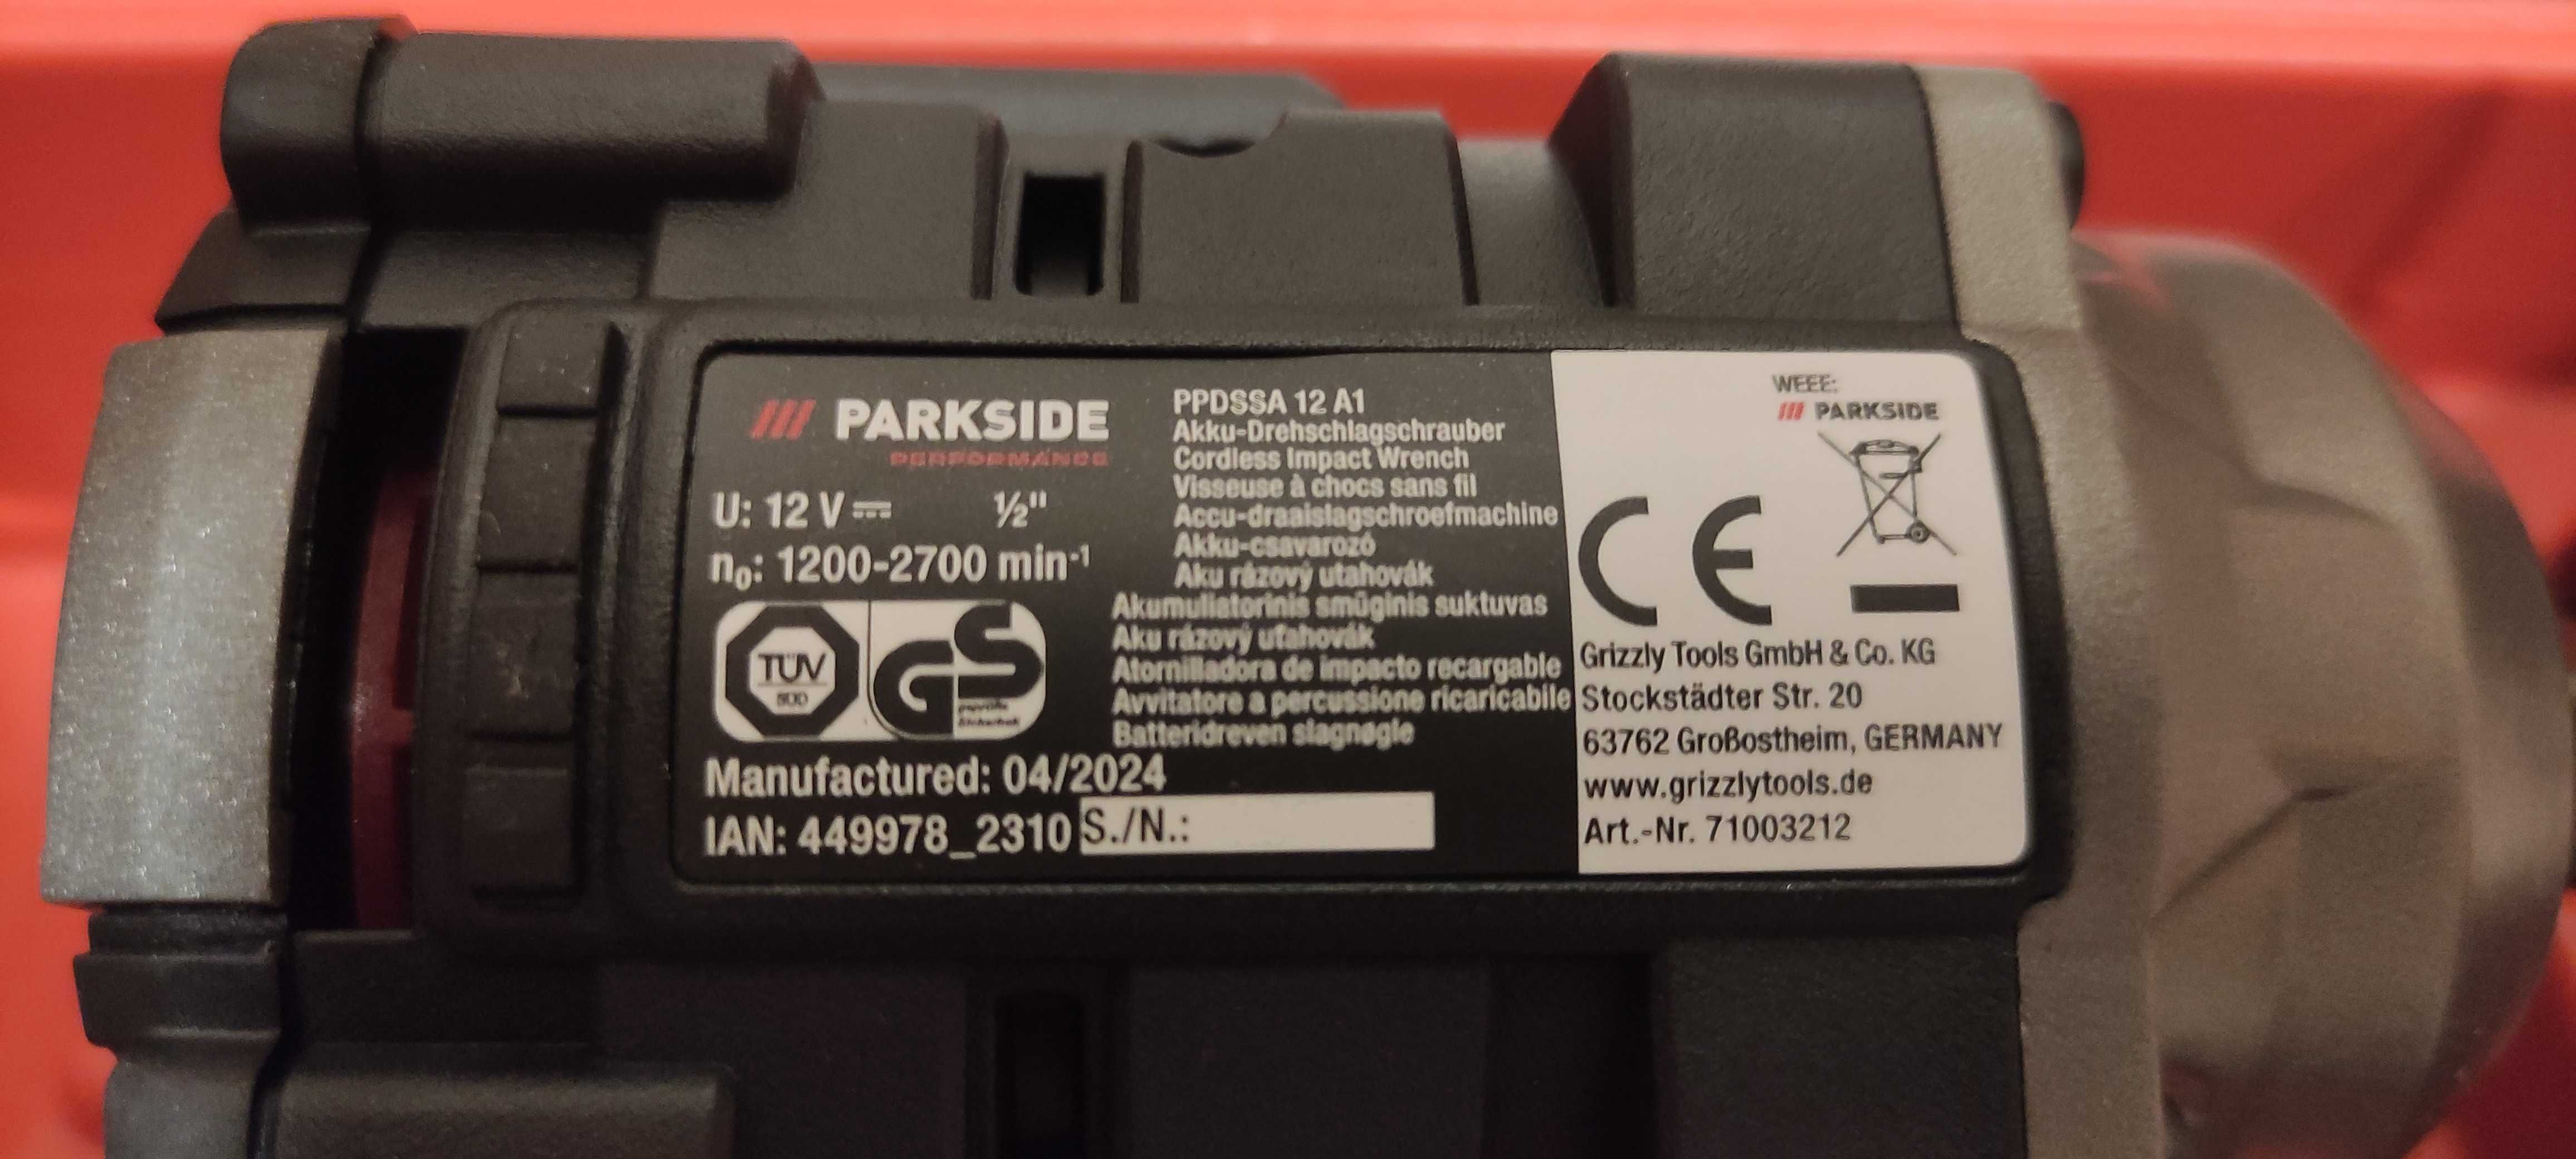 PARKSIDE
PERFORMANCE
U: 12 V 1/2"
n0: 1200-2700 min-1
TÜV
SÜD
GS
geprüfte
Sicherheit
PPDSSA 12 A1
Akku-Drehschlagschrauber
Cordless Impact Wrench
Visseuse à chocs sans fil
Accu-draaislagschroefmachine
Akku-csavarozó
Aku rázový utahovák
Akumuliatorinis smūginis suktuvas
Aku rázový uťahovák
Atornilladora de impacto recargable
Avvitatore a percussione ricaricabile
Batteridreven slagnøgle
Manufactured: 04/2024
IAN: 449978_2310 S./N.:
WEEE:
PARKSIDE
CE
Grizzly Tools GmbH & Co. KG
Stockstädter Str. 20
63762 Großostheim, GERMANY
www.grizzlytools.de
Art.-Nr. 71003212